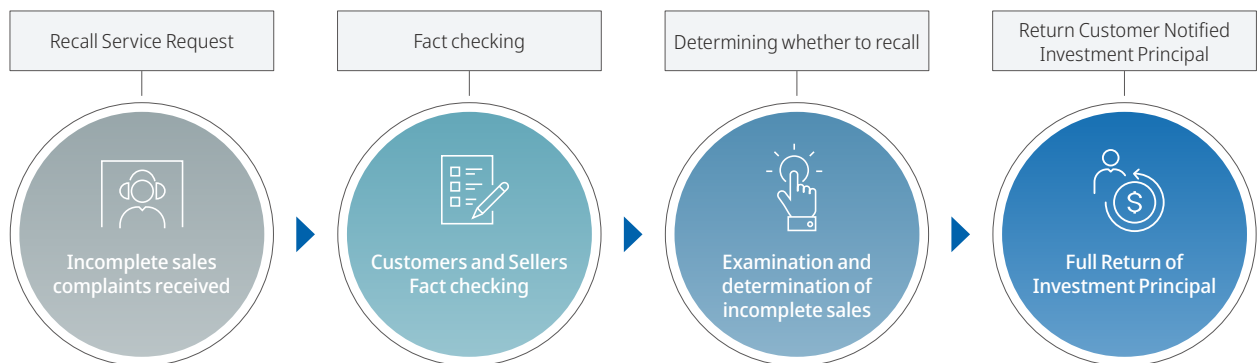 Recall Service Request
Fact checking
Determining whether to recall
Return Customer Notified
Investment Principal
Incomplete sales
complaints received
Customers and Sellers
Fact checking
Examination and
determination of
incomplete sales
$
Full Return of
Investment Principal